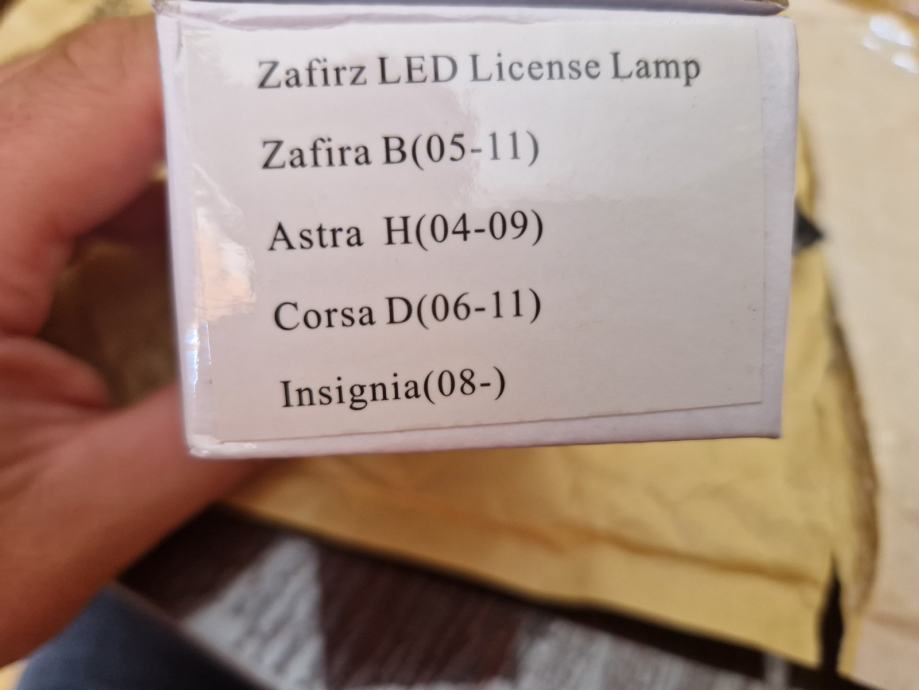 Zafirz LED License Lamp
Zafira B(05-11)
Astra H(04-09)
Corsa D(06-11)
Insignia(08-)